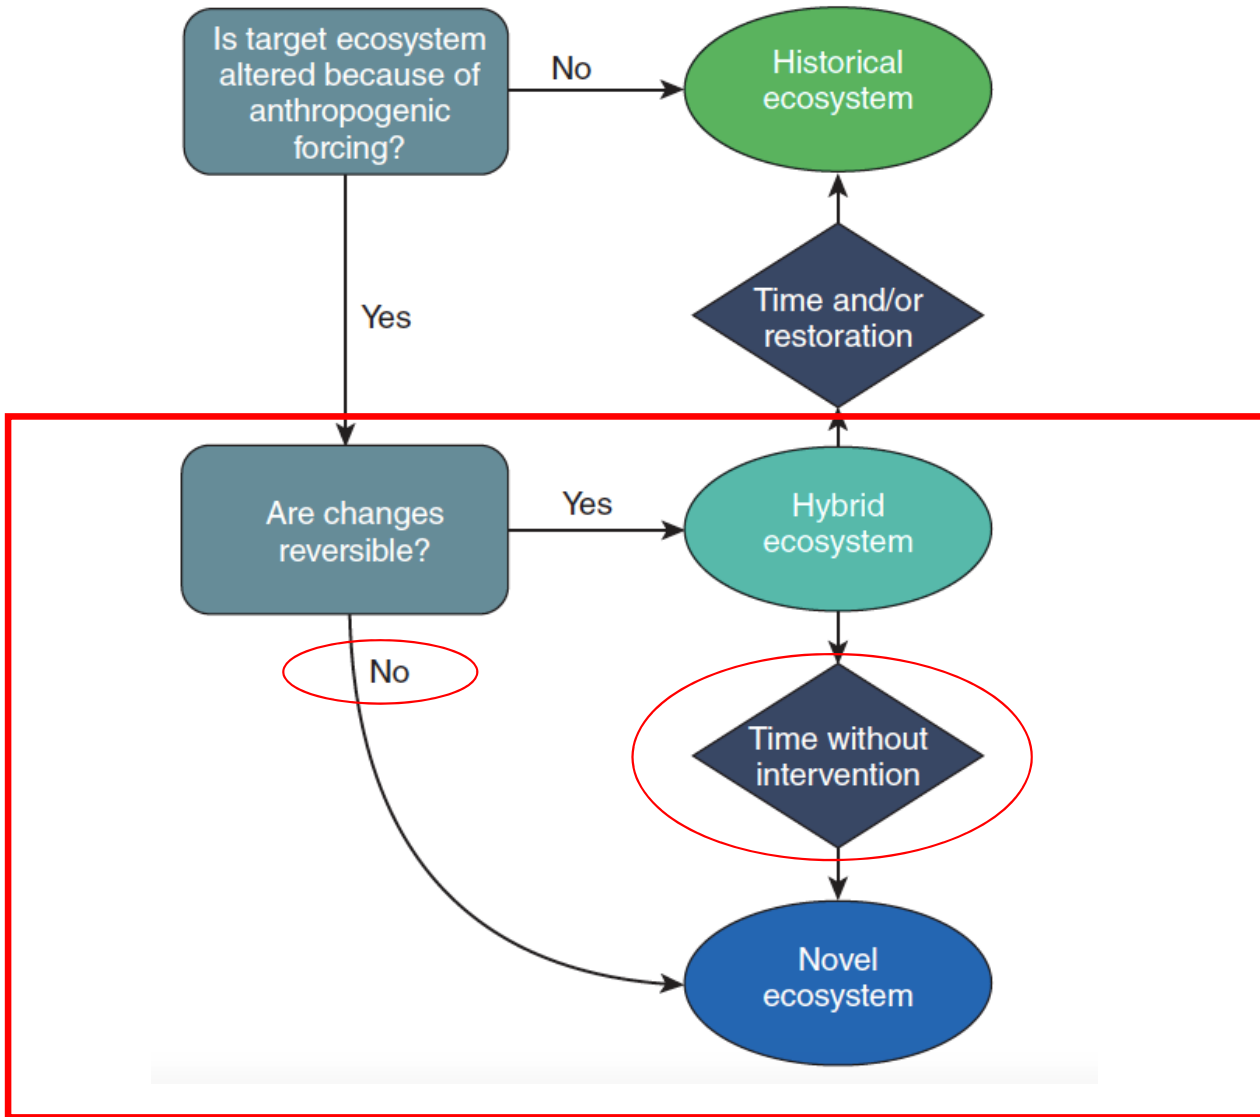 Is target ecosystem
altered because of
anthropogenic
forcing?
No
Historical
ecosystem
Yes
Time and/or
restoration
Are changes
reversible?
Yes
Hybrid
ecosystem
No
Time without
intervention
Novel
ecosystem